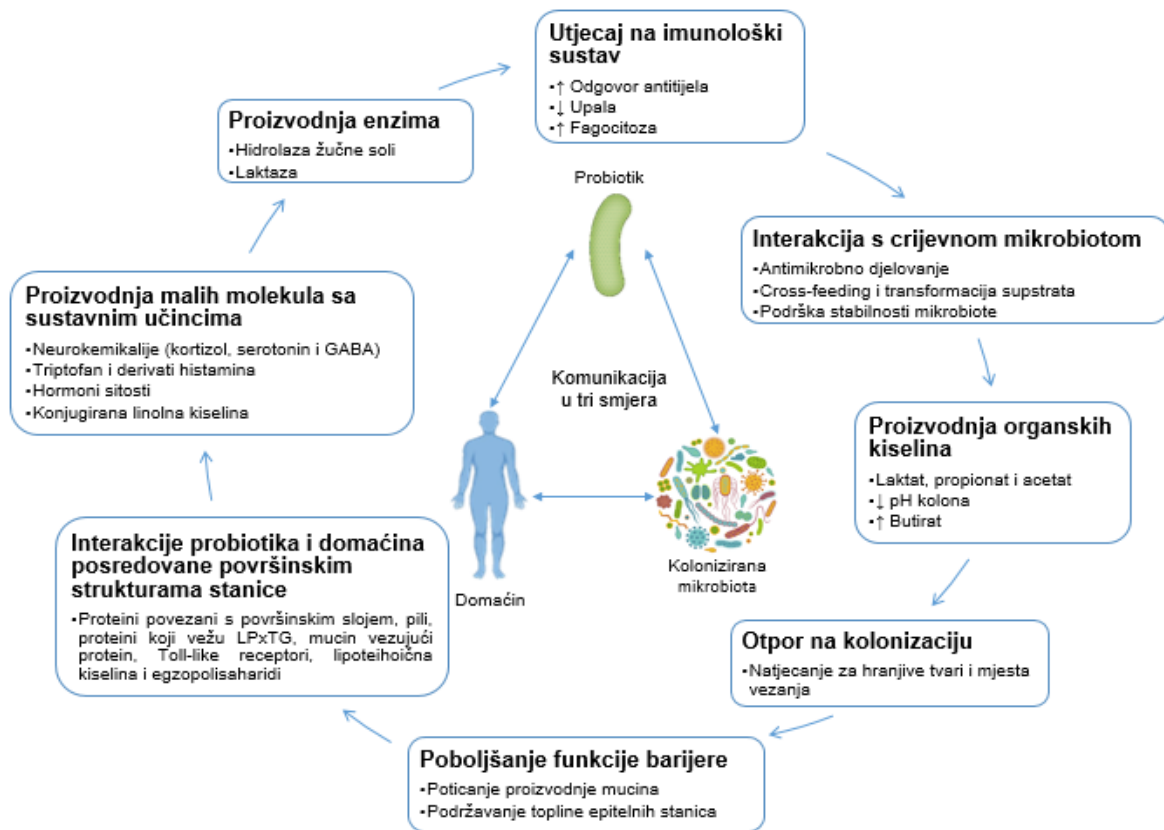 Utjecaj na imunološki
sustav
▪↑ Odgovor antitijela
▪↓ Upala
▪↑ Fagocitoza
Proizvodnja enzima
▪Hidrolaza žučne soli
▪Laktaza
Probiotik
Interakcija s crijevnom mikrobiotom
▪Antimikrobno djelovanje
▪Cross-feeding i transformacija supstrata
▪Podrška stabilnosti mikrobiote
Proizvodnja malih molekula sa
sustavnim učincima
▪Neurokemikalije (kortizol, serotonin i GABA)
▪Triptofan i derivati histamina
▪Hormoni sitosti
▪Konjugirana linolna kiselina
Komunikacija
u tri smjera
Proizvodnja organskih
kiselina
▪Laktat, propionat i acetat
▪↓ pH kolona
▪↑ Butirat
Interakcije probiotika i domaćina
posredovane površinskim
strukturama stanice
▪Proteini povezani s površinskim slojem, pili,
proteini koji vežu LPxTG, mucin vezujući
protein, Toll-like receptori, lipoteihoična
kiselina i egzopolisaharidi
Domaćin
Kolonizirana
mikrobiota
Otpor na kolonizaciju
▪Natjecanje za hranjive tvari i mjesta
vezanja
Poboljšanje funkcije barijere
▪Poticanje proizvodnje mucina
▪Podržavanje topline epitelnih stanica